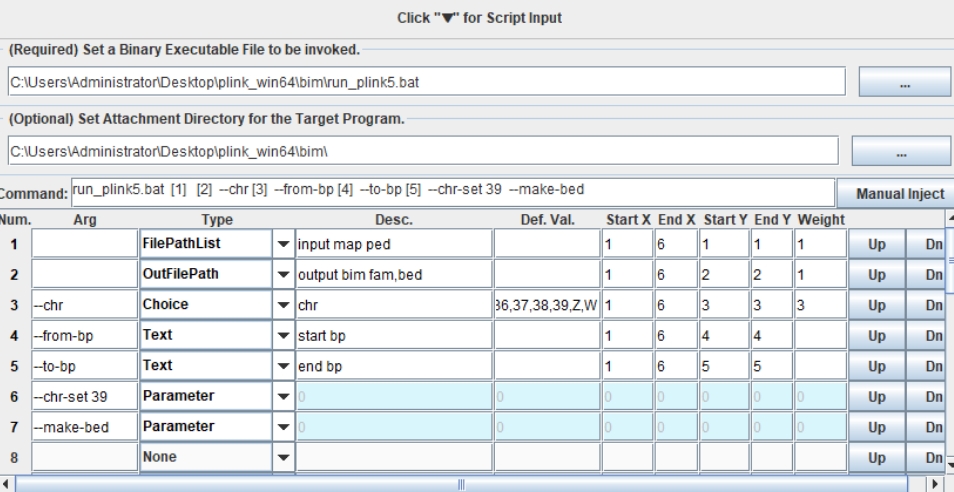 Click "▼" for Script Input
(Required) Set a Binary Executable File to be invoked.
C:\Users\Administrator\Desktop\plink_win64\bim\run_plink5.bat ...
(Optional) Set Attachment Directory for the Target Program.
C:\Users\Administrator\Desktop\plink_win64\bim\ ...
Command: run_plink5.bat [1] [2] --chr [3] --from-bp [4] --to-bp [5] --chr-set 39 --make-bed Manual Inject
Num. Arg Type Desc. Def. Val. Start X End X Start Y End Y Weight
1 FilePathList input map ped 1 6 1 1 1 Up Dn
2 OutFilePath output bim fam,bed 1 6 2 2 1 Up Dn
3 --chr Choice chr 36,37,38,39,Z,W 1 6 3 3 3 Up Dn
4 --from-bp Text start bp 1 6 4 4 Up Dn
5 --to-bp Text end bp 1 6 5 5 Up Dn
6 --chr-set 39 Parameter 0 0 0 0 0 0 0 Up Dn
7 --make-bed Parameter 0 0 0 0 0 0 0 Up Dn
8 None Up Dn